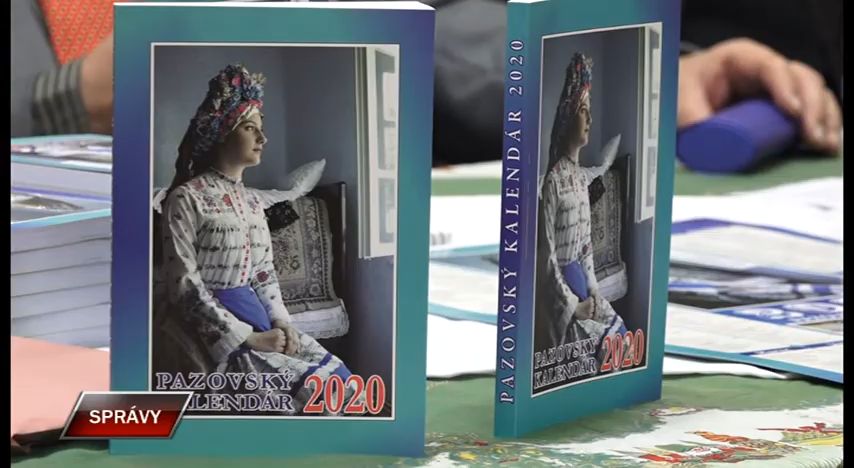 PAZOVSKÝ
KALENDÁR 2020
PAZOVSKÝ KALENDÁR 2020
PAZOVSKÝ
KALENDÁR 2020
SPRÁVY